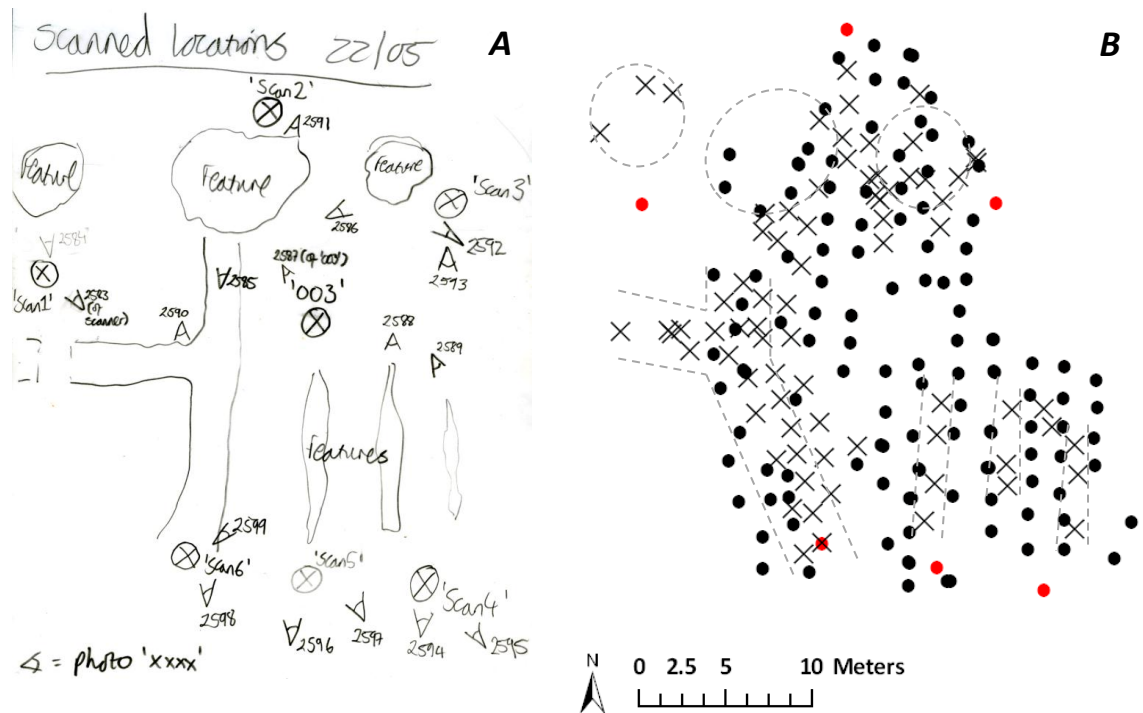 Scanned locations 22/05
A
'Scan2'
2591
Feature
Feature
Feature
'Scan3'
2586
2584
2592
2587 (of '003')
2585
2593
'Scan1'
2583
(of
scanner)
'003'
2590
2588
2589
Features
2599
'Scan6'
'Scan5'
'Scan4'
2598
2596
2597
2594
2595
= photo 'xxxx'
B
N
0 2.5 5 10 Meters